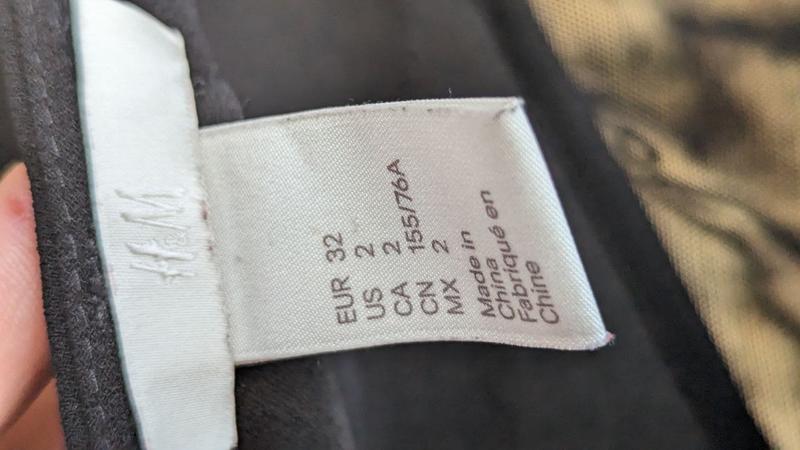 H&M
EUR 32
US 2
CA 2
CN 155/76A
MX 2
Made in
China
Fabriqué en
Chine